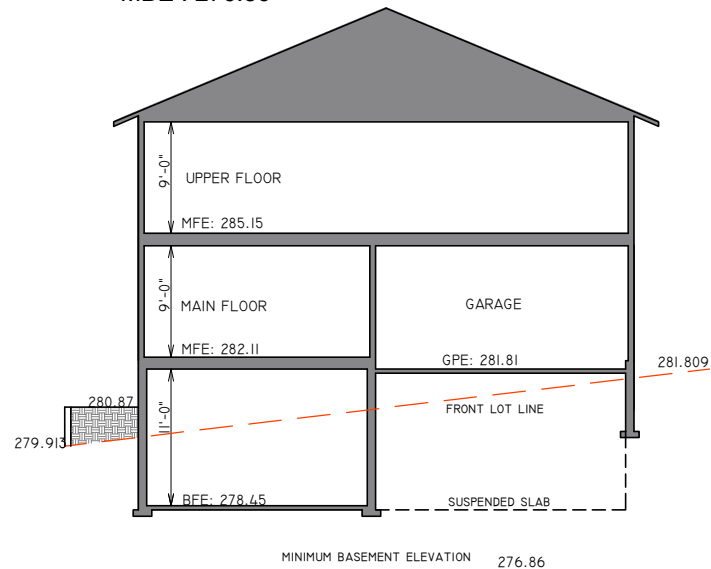 9'-0"
UPPER FLOOR
MFE: 285.15
9'-0"
MAIN FLOOR
GARAGE
MFE: 282.11
GPE: 281.81
281.809
280.87
FRONT LOT LINE
11'-0"
279.913
BFE: 278.45
SUSPENDED SLAB
MINIMUM BASEMENT ELEVATION 276.86